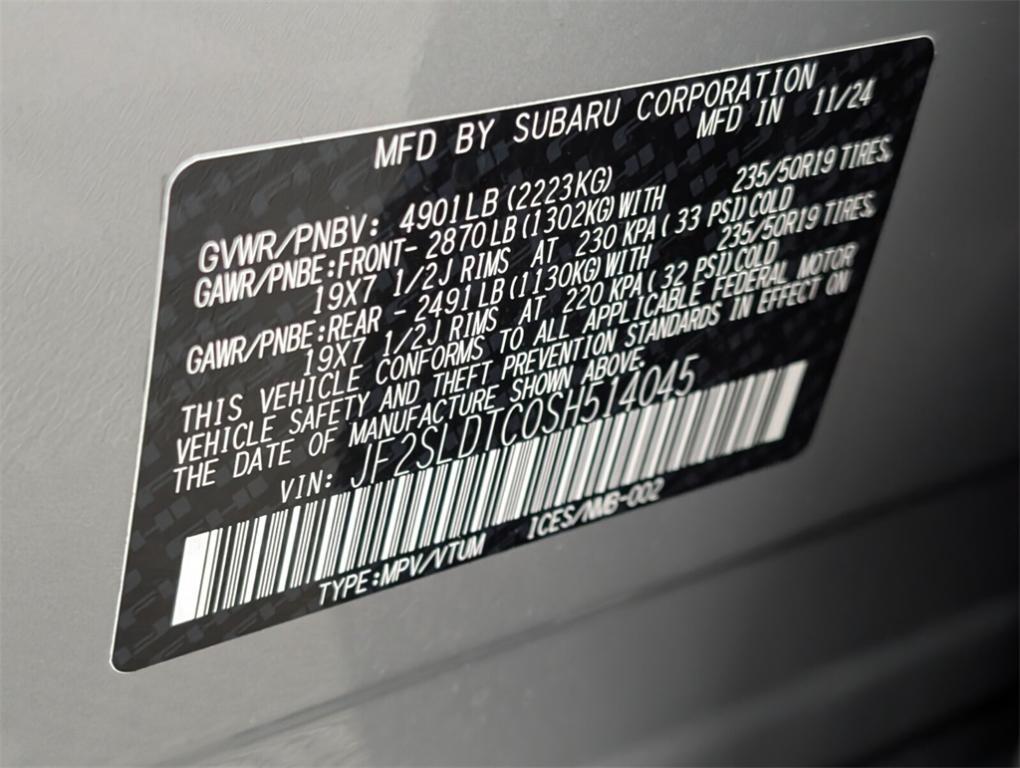 MFD BY SUBARU CORPORATION
MFD IN 11/24
GVWR/PNBV: 4901LB(2223KG)
GAWR/PNBE:FRONT- 2870LB(1302KG)WITH 235/50R19 TIRES,
19X7 1/2J RIMS AT 230 KPA(33 PSI)COLD
GAWR/PNBE:REAR - 2491LB(1130KG)WITH 235/50R19 TIRES,
19X7 1/2J RIMS AT 220 KPA(32 PSI)COLD
THIS VEHICLE CONFORMS TO ALL APPLICABLE FEDERAL MOTOR
VEHICLE SAFETY AND THEFT PREVENTION STANDARDS IN EFFECT ON
THE DATE OF MANUFACTURE SHOWN ABOVE.
VIN: JF2SLDTC0SH514045
TYPE:MPV/VTUM ICES/NMB-002